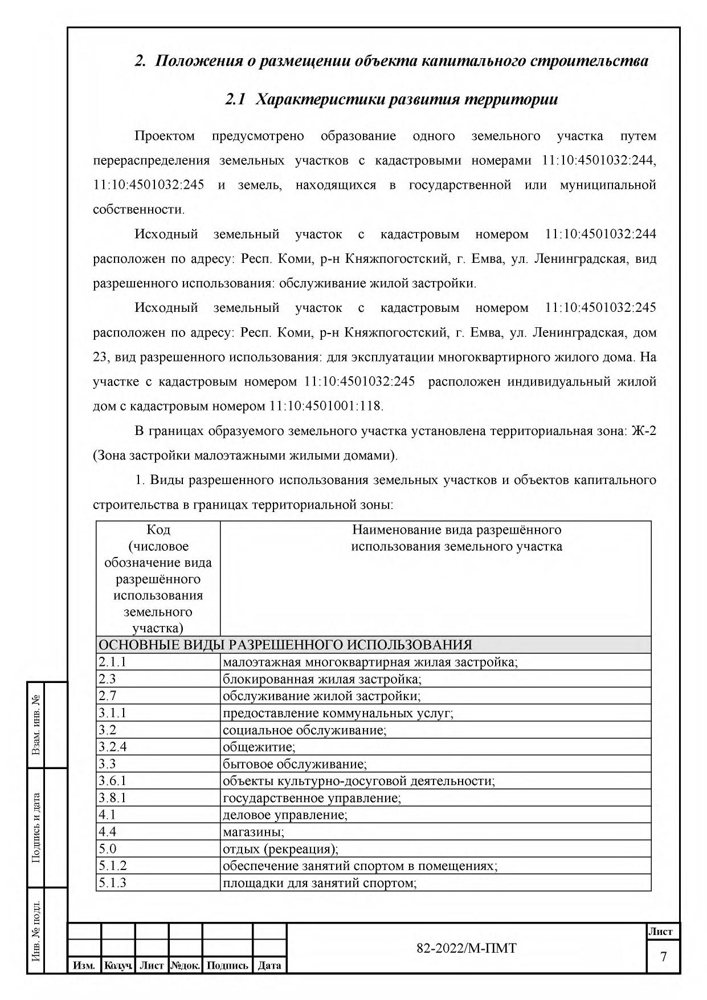 2. Положения о размещении объекта капитального строительства
2.1 Характеристики развития территории
Проектом предусмотрено образование одного земельного участка путем
перераспределения земельных участков с кадастровыми номерами 11:10:4501032:244,
11:10:4501032:245 и земель, находящихся в государственной или муниципальной
собственности.
Исходный земельный участок с кадастровым номером 11:10:4501032:244
расположен по адресу: Респ. Коми, р-н Княжпогостский, г. Емва, ул. Ленинградская, вид
разрешенного использования: обслуживание жилой застройки.
Исходный земельный участок с кадастровым номером 11:10:4501032:245
расположен по адресу: Респ. Коми, р-н Княжпогостский, г. Емва, ул. Ленинградская, дом
23, вид разрешенного использования: для эксплуатации многоквартирного жилого дома. На
участке с кадастровым номером 11:10:4501032:245 расположен индивидуальный жилой
дом с кадастровым номером 11:10:4501001:118.
В границах образуемого земельного участка установлена территориальная зона: Ж-2
(Зона застройки малоэтажными жилыми домами).
1. Виды разрешенного использования земельных участков и объектов капитального
строительства в границах территориальной зоны:
Код
(числовое
обозначение вида
разрешённого
использования
земельного
участка)
Наименование вида разрешённого
использования земельного участка
ОСНОВНЫЕ ВИДЫ РАЗРЕШЕННОГО ИСПОЛЬЗОВАНИЯ
2.1.1 малоэтажная многоквартирная жилая застройка;
2.3 блокированная жилая застройка;
2.7 обслуживание жилой застройки;
3.1.1 предоставление коммунальных услуг;
3.2 социальное обслуживание;
3.2.4 общежитие;
3.3 бытовое обслуживание;
3.6.1 объекты культурно-досуговой деятельности;
3.8.1 государственное управление;
4.1 деловое управление;
4.4 магазины;
5.0 отдых (рекреация);
5.1.2 обеспечение занятий спортом в помещениях;
5.1.3 площадки для занятий спортом;
Взам. инв. №
Подпись и дата
Инв. № подл.
Изм. Кол.уч. Лист №док. Подпись Дата
82-2022/М-ПМТ
Лист
7